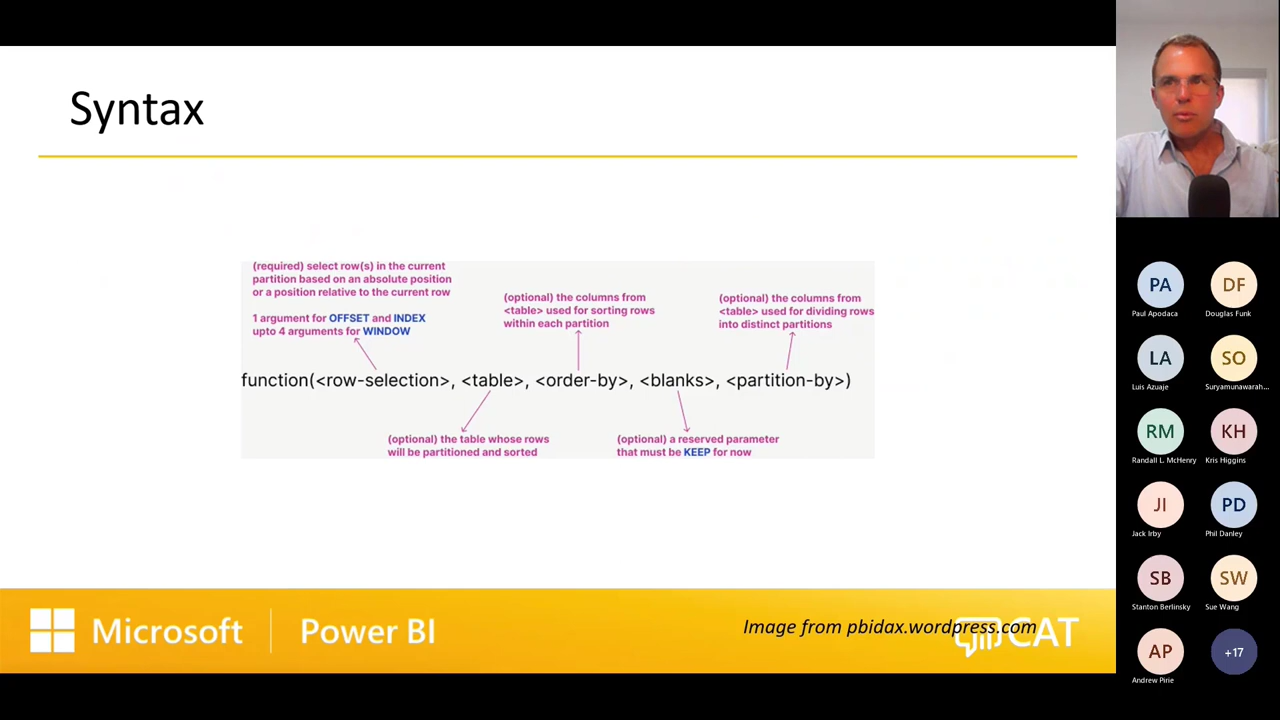 Syntax
(required) select row(s) in the current
partition based on an absolute position
or a position relative to the current row
1 argument for OFFSET and INDEX
upto 4 arguments for WINDOW
(optional) the columns from
<table> used for sorting rows
within each partition
(optional) the columns from
<table> used for dividing rows
into distinct partitions
function(<row-selection>, <table>, <order-by>, <blanks>, <partition-by>)
(optional) the table whose rows
will be partitioned and sorted
(optional) a reserved parameter
that must be KEEP for now
Microsoft
Power BI
Image from pbidax.wordpress.com
CAT
PA
Paul Apodaca
DF
Douglas Funk
LA
Luis Azuaje
SO
Suryamunawarah...
RM
Randall L. McHenry
KH
Kris Higgins
JI
Jack Irby
PD
Phil Danley
SB
Stanton Berlinsky
SW
Sue Wang
AP
Andrew Pirie
+17